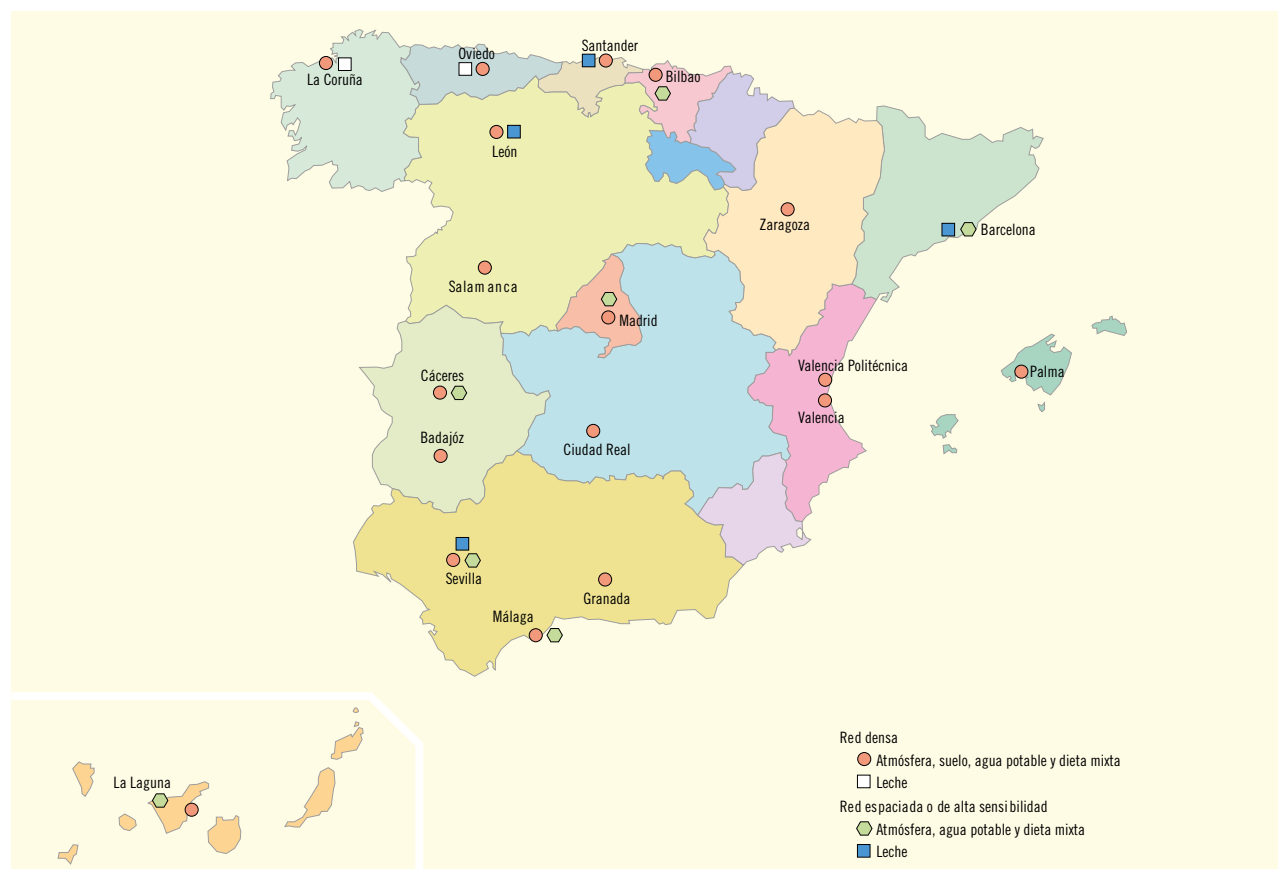 Santander
Oviedo
Bilbao
La Coruña
León
Zaragoza
Barcelona
Salamanca
Madrid
Valencia Politécnica
Palma
Cáceres
Valencia
Badajóz
Ciudad Real
Sevilla
Granada
Málaga
La Laguna
Red densa
Atmósfera, suelo, agua potable y dieta mixta
Leche
Red espaciada o de alta sensibilidad
Atmósfera, agua potable y dieta mixta
Leche